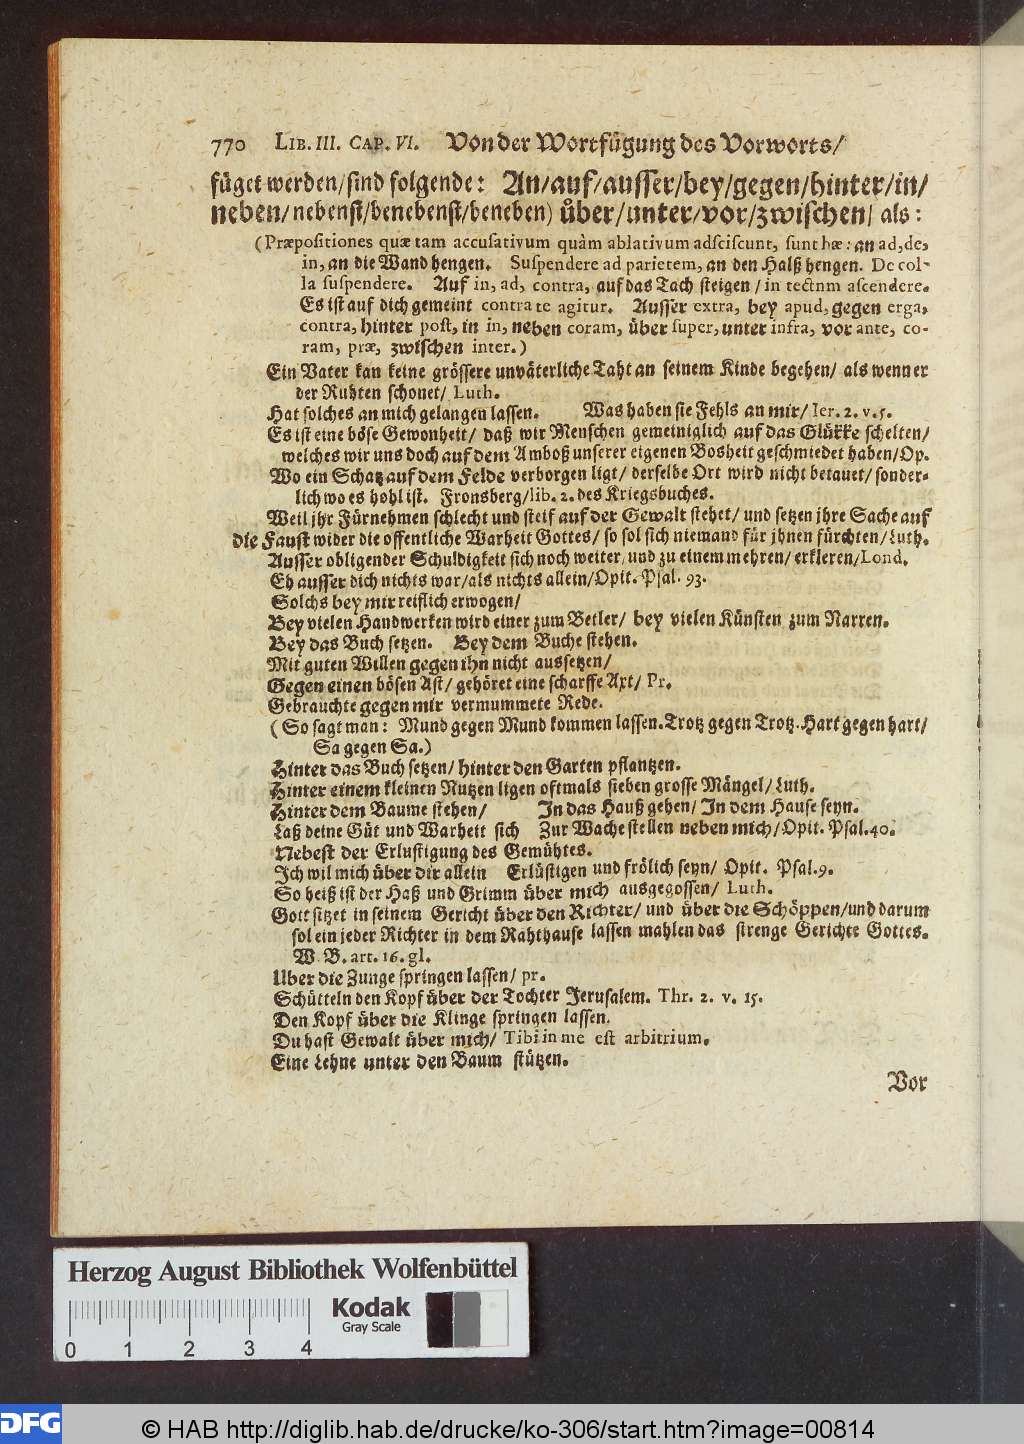 770 LIB. III. CAP. VI. Von der Wortfügung des Vorworts/
füget werden/sind folgende: An/auf/ausser/bey/gegen/hinter/in/
neben/nebenst/benebenst/beneben) über/unter/vor/zwischen/ als:
(Præpositiones quæ tam accusativum quàm ablativum adsciscunt, sunt hæ: an ad, de,
in, an die Wand hengen. Suspendere ad parietem, an den Halß hengen. De col-
la suspendere. Auf in, ad, contra, auf das Tach steigen/in tectnm ascendere.
Es ist auf dich gemeint contra te agitur. Ausser extra, bey apud, gegen erga,
contra, hinter post, in in, neben coram, über super, unter infra, vor ante, co-
ram, præ, zwischen inter.)
Ein Vater kan keine grössere unväterliche Taht an seinem Kinde begehen/ als wenn er
der Ruhten schonet/ Luth.
Hat solches an mich gelangen lassen. Was haben sie Fehls an mir/ Ier. 2. v. 5.
Es ist eine böse Gewonheit/ daß wir Menschen gemeiniglich auf das Glükke schelten/
welches wir uns doch auf dem Amboß unserer eigenen Bosheit geschmiedet haben/Op.
Wo ein Schatz auf dem Felde verborgen ligt/ derselbe Ort wird nicht betauet/ sonder-
lich wo es hohl ist. Fronsberg/lib. 2. des Kriegsbuches.
Weil jhr Fürnehmen schlecht und steif auf der Gewalt stehet/ und setzen jhre Sache auf
die Faust wider die offentliche Warheit Gottes/ so sol sich niemand für jhnen fürchten/Luth.
Ausser obligender Schuldigkeit sich noch weiter/ und zu einem mehren/ erkleren/Lond.
Eh ausser dich nichts war/als nichts allein/Opit. Psal. 93.
Solchs bey mir reiflich erwogen/
Bey vielen Handwerken wird einer zum Betler/ bey vielen Künsten zum Narren.
Bey das Buch setzen. Bey dem Buche stehen.
Mit guten Willen gegen ihn nicht aussetzen/
Gegen einen bösen Ast/ gehöret eine scharffe Axt/ Pr.
Gebrauchte gegen mir vermummete Rede.
(So sagt man: Mund gegen Mund kommen lassen. Trotz gegen Trotz. Hart gegen hart/
Sa gegen Sa.)
Hinter das Buch setzen/ hinter den Garten pflantzen.
Hinter einem kleinen Nutzen ligen oftmals sieben grosse Mängel/ Luth.
Hinter dem Baume stehen/ In das Hauß gehen/ In dem Hause seyn.
Laß deine Güt und Warheit sich Zur Wache stellen neben mich/Opit. Psal. 40.
Nebest der Erlustigung des Gemühtes.
Ich wil mich über dir allein Erlüstigen und frölich seyn/ Opit. Psal. 9.
So heiß ist der Haß und Grimm über mich ausgegossen/ Luth.
Gott sitzet in seinem Gericht über den Richter/ und über die Schöppen/und darum
sol ein jeder Richter in dem Rahthause lassen mahlen das strenge Gerichte Gottes.
W. B. art. 16. gl.
Uber die Zunge springen lassen/ pr.
Schütteln den Kopf über der Tochter Jerusalem. Thr. 2. v. 15.
Den Kopf über die Klinge springen lassen.
Du hast Gewalt über mich/ Tibi in me est arbitrium.
Eine Lehne unter den Baum stützen.
Vor
Herzog August Bibliothek Wolfenbüttel
Kodak
Gray Scale
0 1 2 3 4
DFG © HAB http://diglib.hab.de/drucke/ko-306/start.htm?image=00814